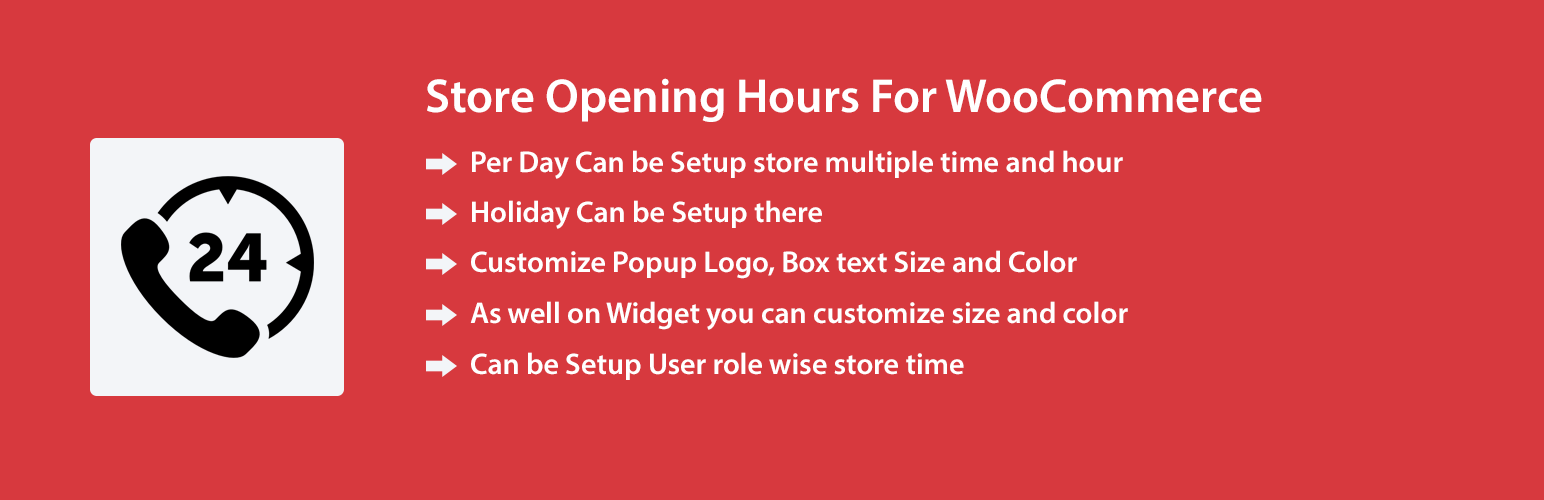 Store Opening Hours For WooCommerce
Per Day Can be Setup store multiple time and hour
Holiday Can be Setup there
Customize Popup Logo, Box text Size and Color
As well on Widget you can customize size and color
Can be Setup User role wise store time
24